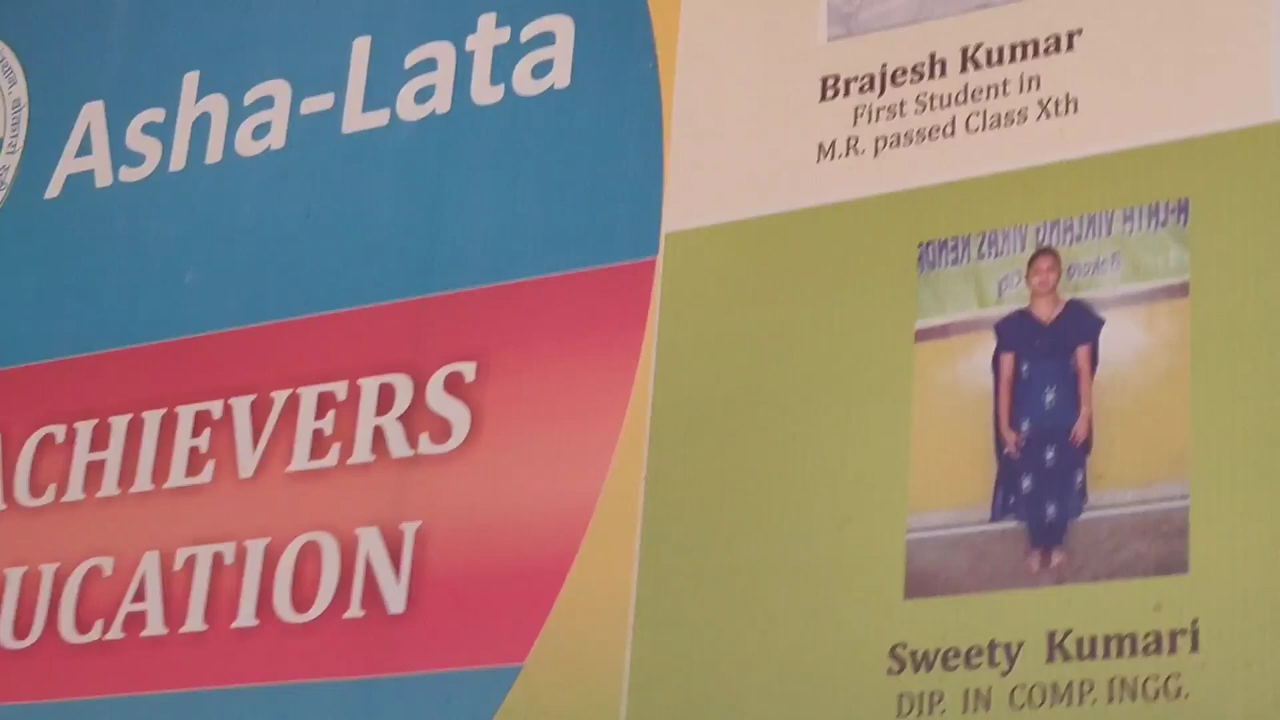 Asha-Lata
ACHIEVERS
UCATION
Brajesh Kumar
First Student in
M.R. passed Class Xth
Sweety Kumari
DIP. IN COMP. INGG.